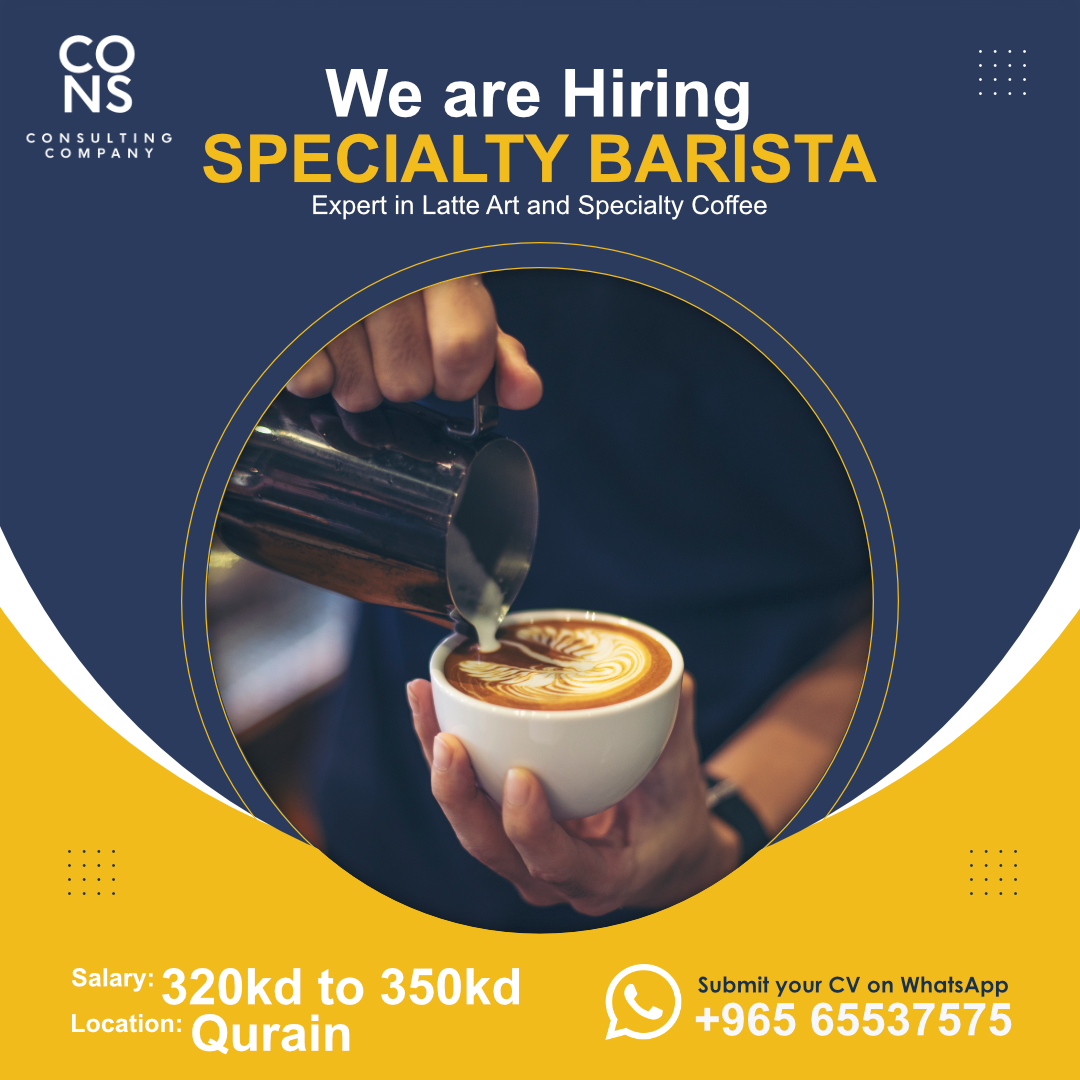 CO
NS
CONSULTING
COMPANY
We are Hiring
SPECIALTY BARISTA
Expert in Latte Art and Specialty Coffee
Salary: 320kd to 350kd
Location: Qurain
Submit your CV on WhatsApp
+965 65537575